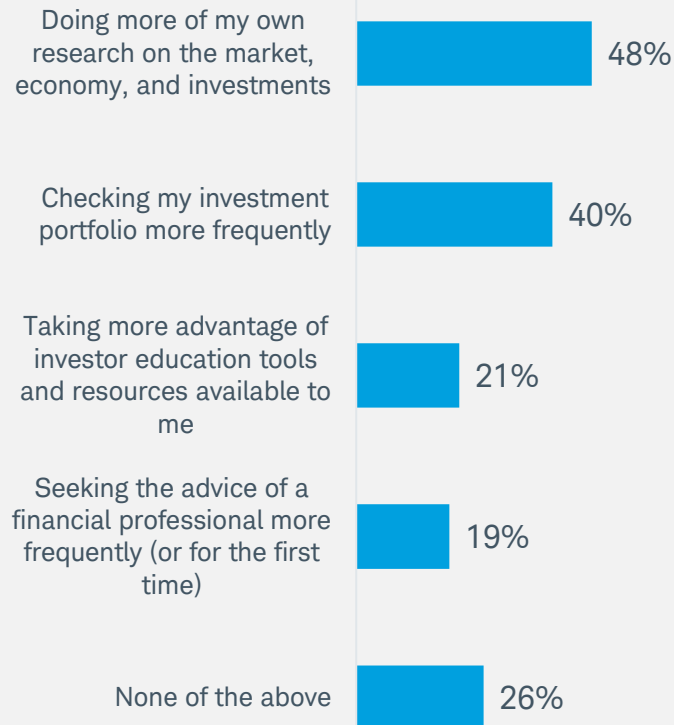 Doing more of my own
research on the market,
economy, and investments
48%
Checking my investment
portfolio more frequently
40%
Taking more advantage of
investor education tools
and resources available to
me
21%
Seeking the advice of a
financial professional more
frequently (or for the first
time)
19%
None of the above
26%